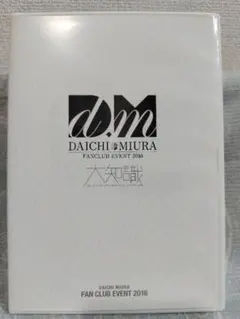 d.m
DAICHI MIURA
FANCLUB EVENT 2016
大知識
DAICHI MIURA
FAN CLUB EVENT 2016